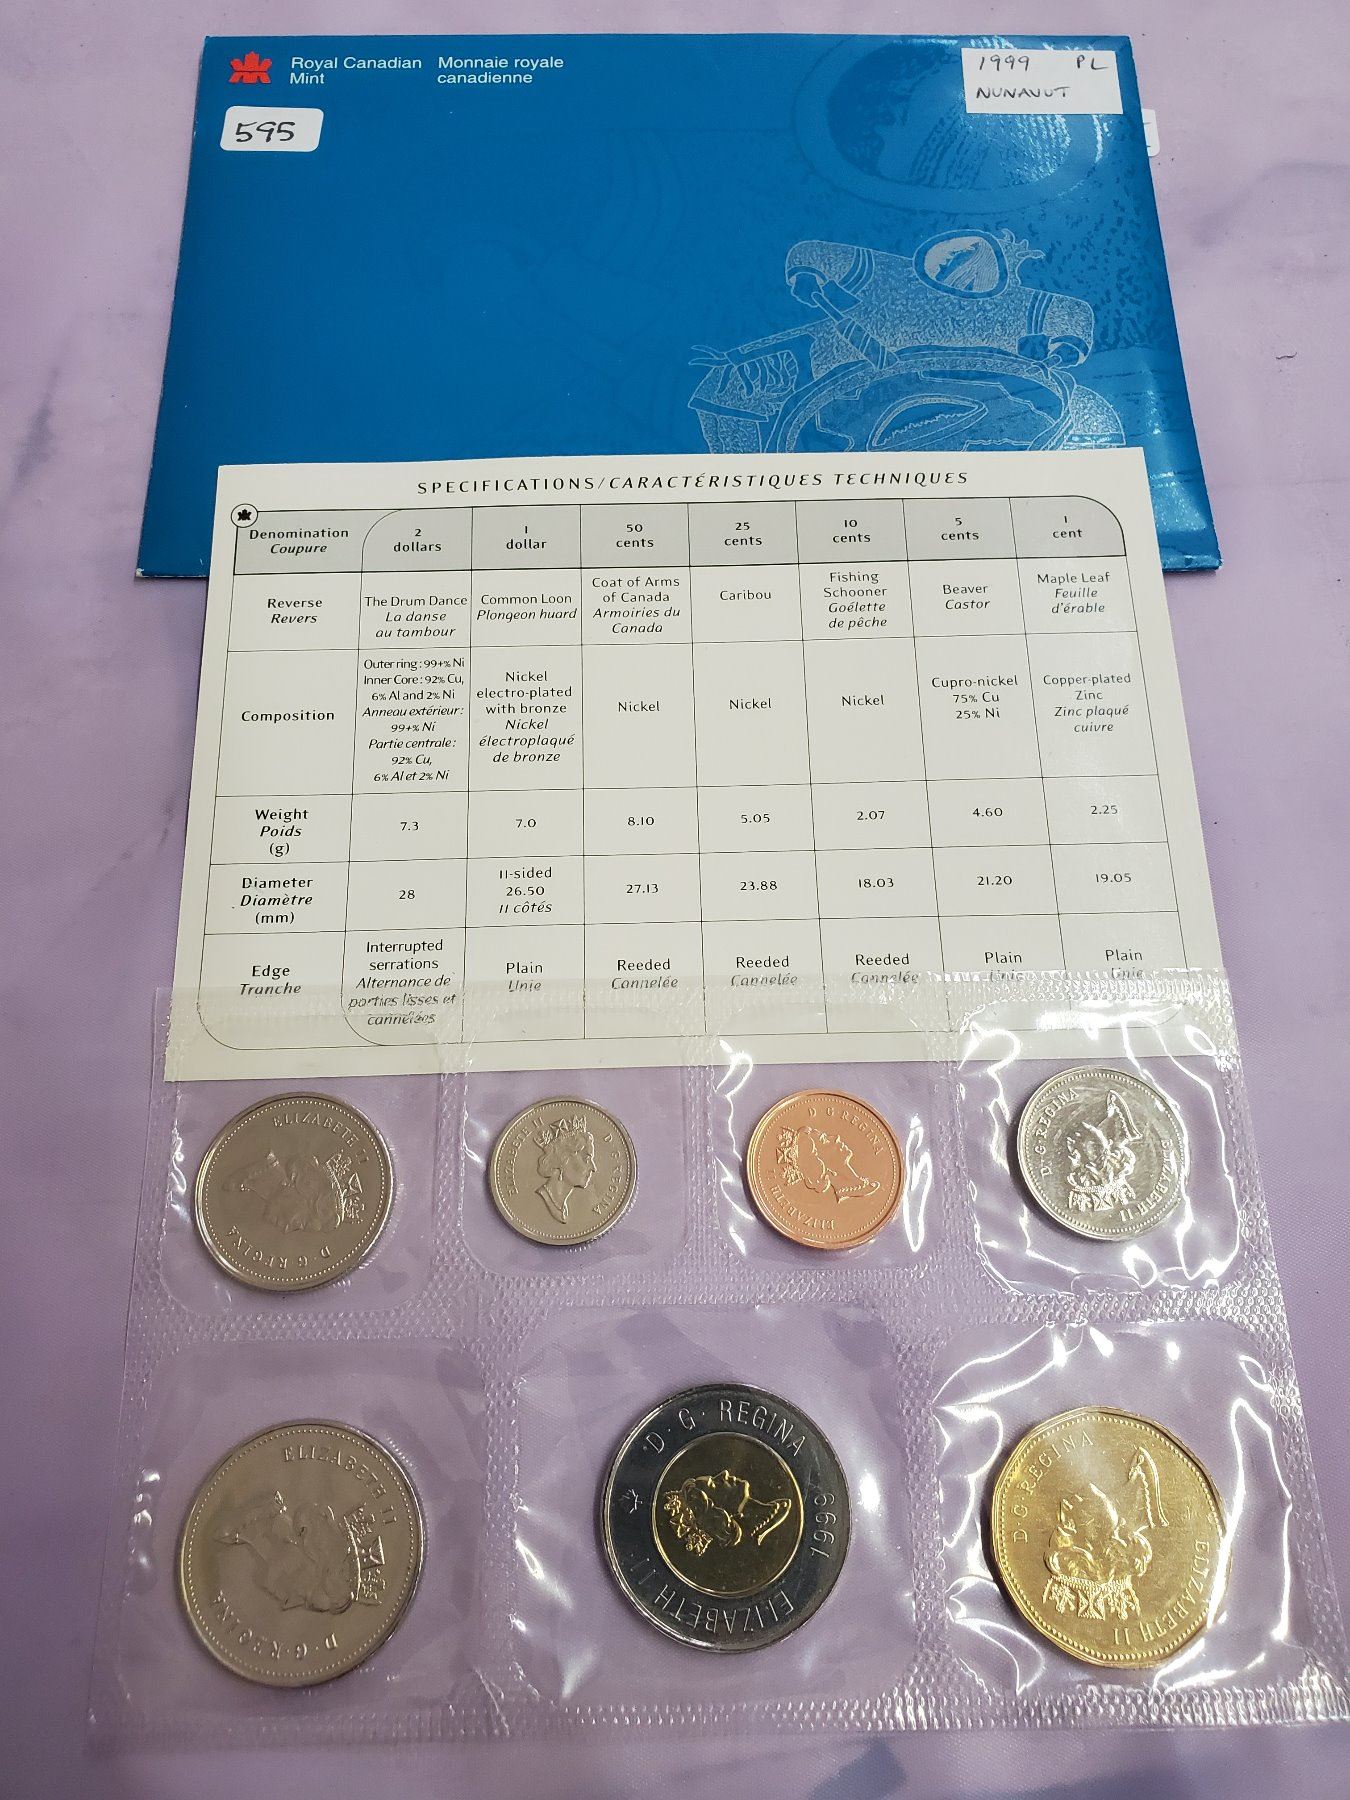 Royal Canadian Mint
Monnaie royale canadienne
595
1999 PL
NUNAVUT
SPECIFICATIONS/CARACTÉRISTIQUES TECHNIQUES
Denomination
Coupure
2
dollars
1
dollar
50
cents
25
cents
10
cents
5
cents
1
cent
Reverse
Revers
The Drum Dance
La danse
au tambour
Common Loon
Plongeon huard
Coat of Arms
of Canada
Armoiries du
Canada
Caribou
Fishing
Schooner
Goélette
de pêche
Beaver
Castor
Maple Leaf
Feuille
d'érable
Composition
Outer ring: 99+% Ni
Inner Core: 92% Cu,
6% Al and 2% Ni
Anneau extérieur:
99+% Ni
Partie centrale:
92% Cu,
6% Al et 2% Ni
Nickel
electro-plated
with bronze
Nickel
électroplaqué
de bronze
Nickel
Nickel
Nickel
Cupro-nickel
75% Cu
25% Ni
Copper-plated
Zinc
Zinc plaqué
cuivre
Weight
Poids
(g)
7.3
7.0
8.10
5.05
2.07
4.60
2.25
Diameter
Diamètre
(mm)
28
11-sided
26.50
11 côtés
27.13
23.88
18.03
21.20
19.05
Edge
Tranche
Interrupted
serrations
Alternance de
parties lisses et
cannelées
Plain
Unie
Reeded
Cannelée
Reeded
Cannelée
Reeded
Cannelée
Plain
Unie
Plain
Unie
ELIZABETH II D·G·REGINA
ELIZABETH II D·G·REGINA
ELIZABETH II D·G·REGINA
ELIZABETH II D·G·REGINA
ELIZABETH II D·G·REGINA
ELIZABETH II D·G·REGINA 1999
ELIZABETH II D·G·REGINA